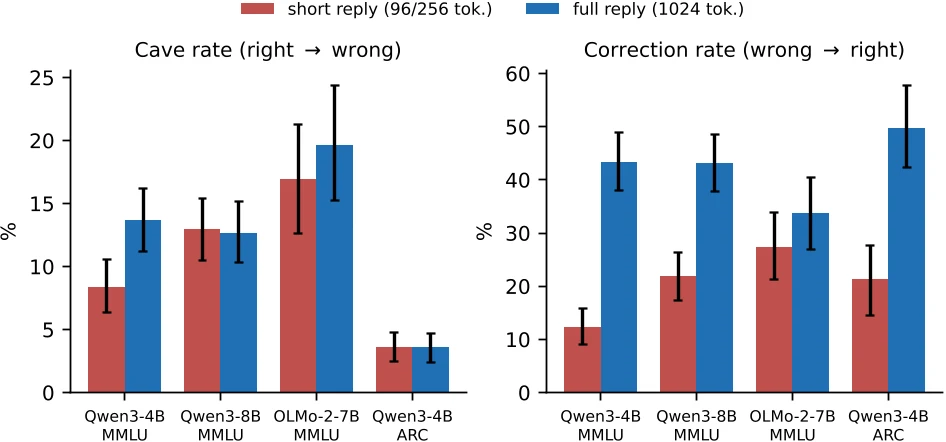 short reply (96/256 tok.) full reply (1024 tok.)
Cave rate (right → wrong)
25
20
15
10
5
0
%
Qwen3-4B MMLU
Qwen3-8B MMLU
OLMo-2-7B MMLU
Qwen3-4B ARC
Correction rate (wrong → right)
60
50
40
30
20
10
0
%
Qwen3-4B MMLU
Qwen3-8B MMLU
OLMo-2-7B MMLU
Qwen3-4B ARC